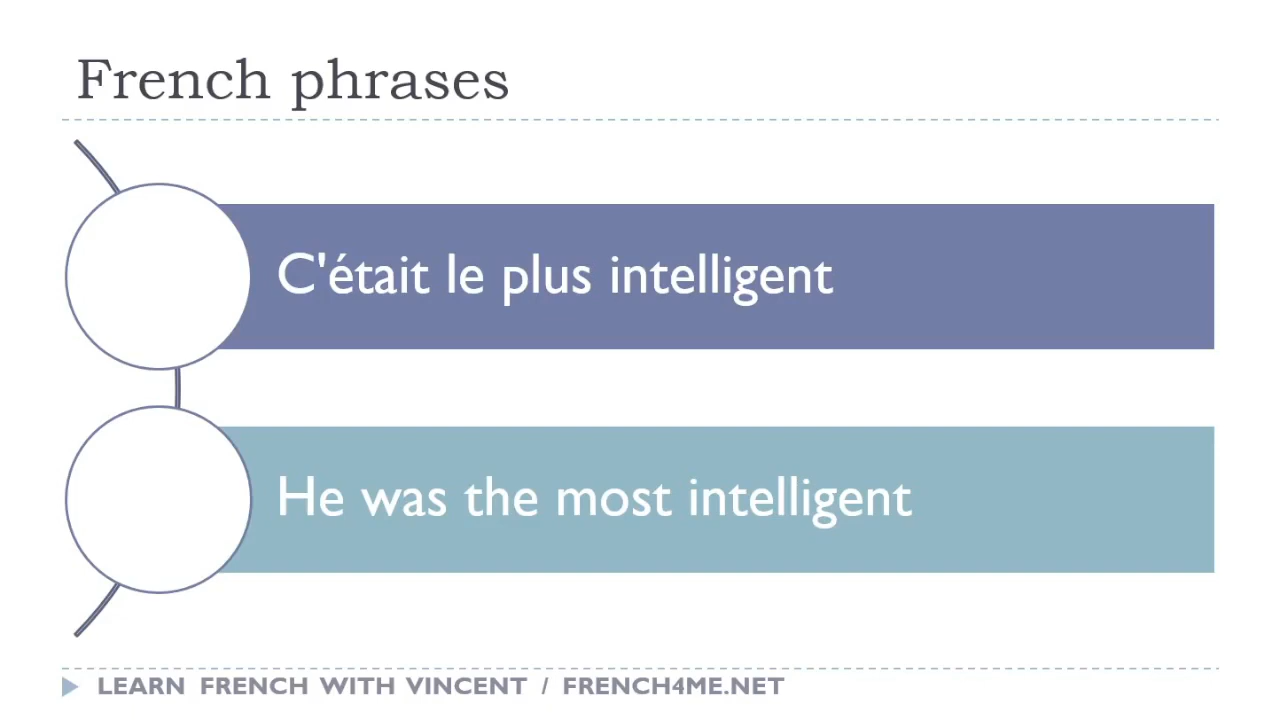 French phrases
C'était le plus intelligent
He was the most intelligent
LEARN FRENCH WITH VINCENT / FRENCH4ME.NET